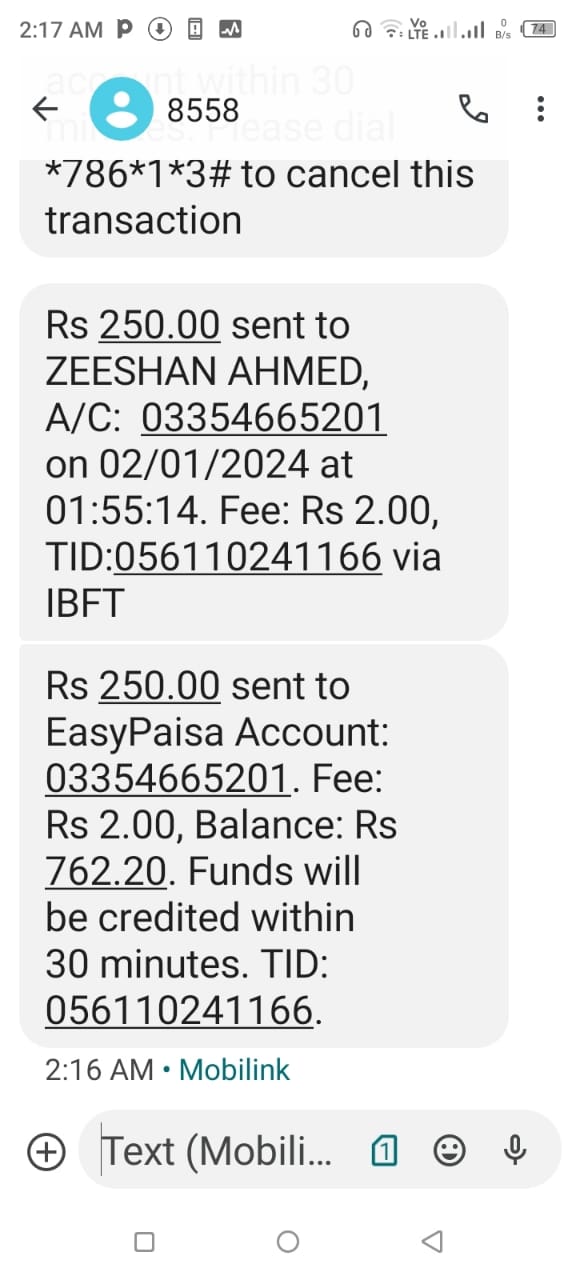 2:17 AM P
Vo LTE 0 B/s 74
account within 30
8558
minutes. Please dial
*786*1*3# to cancel this
transaction
Rs 250.00 sent to
ZEESHAN AHMED,
A/C: 03354665201
on 02/01/2024 at
01:55:14. Fee: Rs 2.00,
TID:056110241166 via
IBFT
Rs 250.00 sent to
EasyPaisa Account:
03354665201. Fee:
Rs 2.00, Balance: Rs
762.20. Funds will
be credited within
30 minutes. TID:
056110241166.
2:16 AM • Mobilink
Text (Mobili... 1